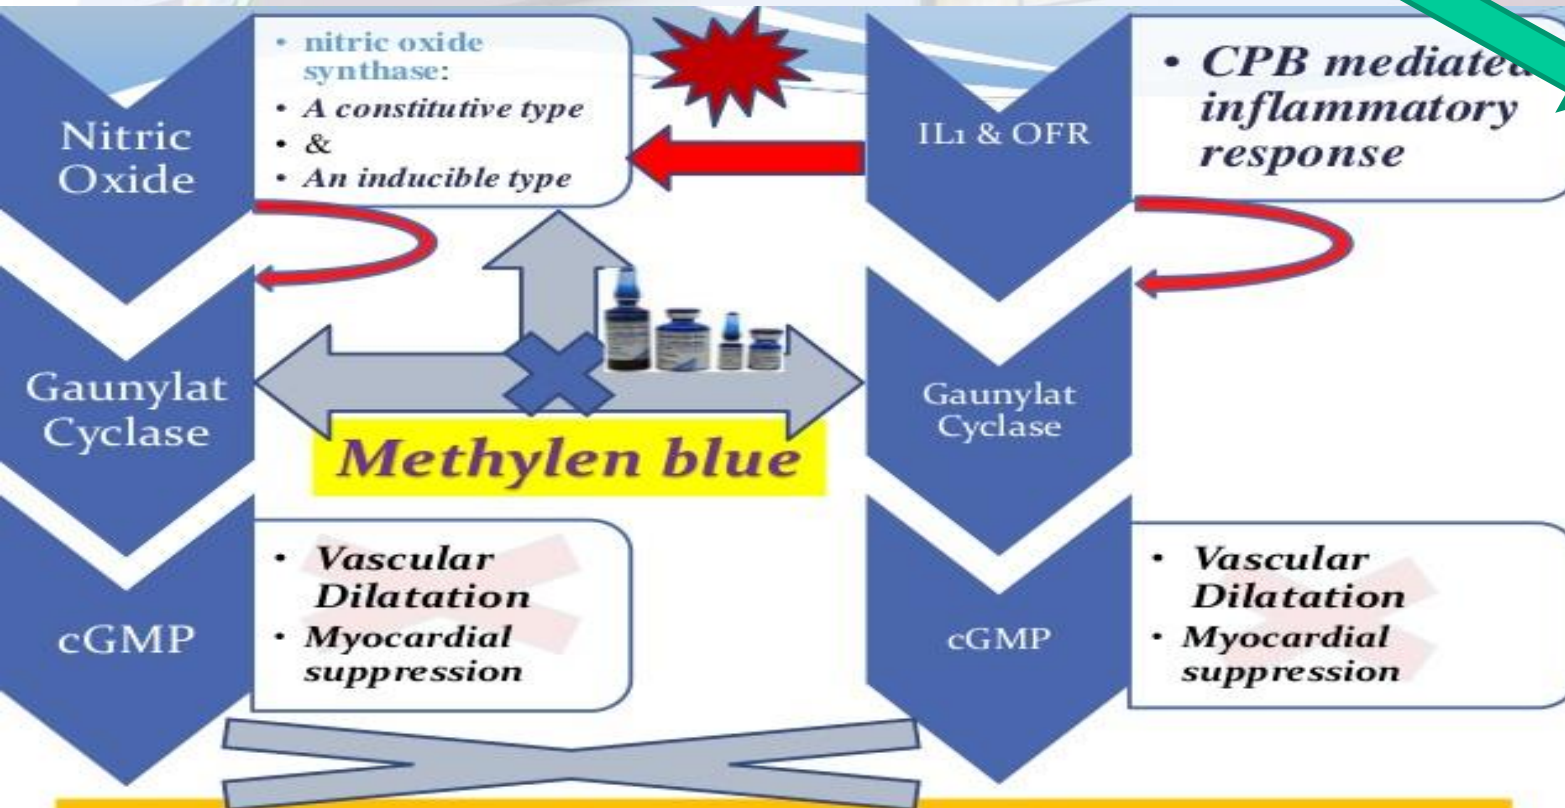 Nitric
Oxide
• nitric oxide
synthase:
• A constitutive type
• &
• An inducible type
IL1 & OFR
• CPB mediated
inflammatory
response
Gaunylat
Cyclase
Methylen blue
Gaunylat
Cyclase
cGMP
• Vascular
Dilatation
• Myocardial
suppression
cGMP
• Vascular
Dilatation
• Myocardial
suppression